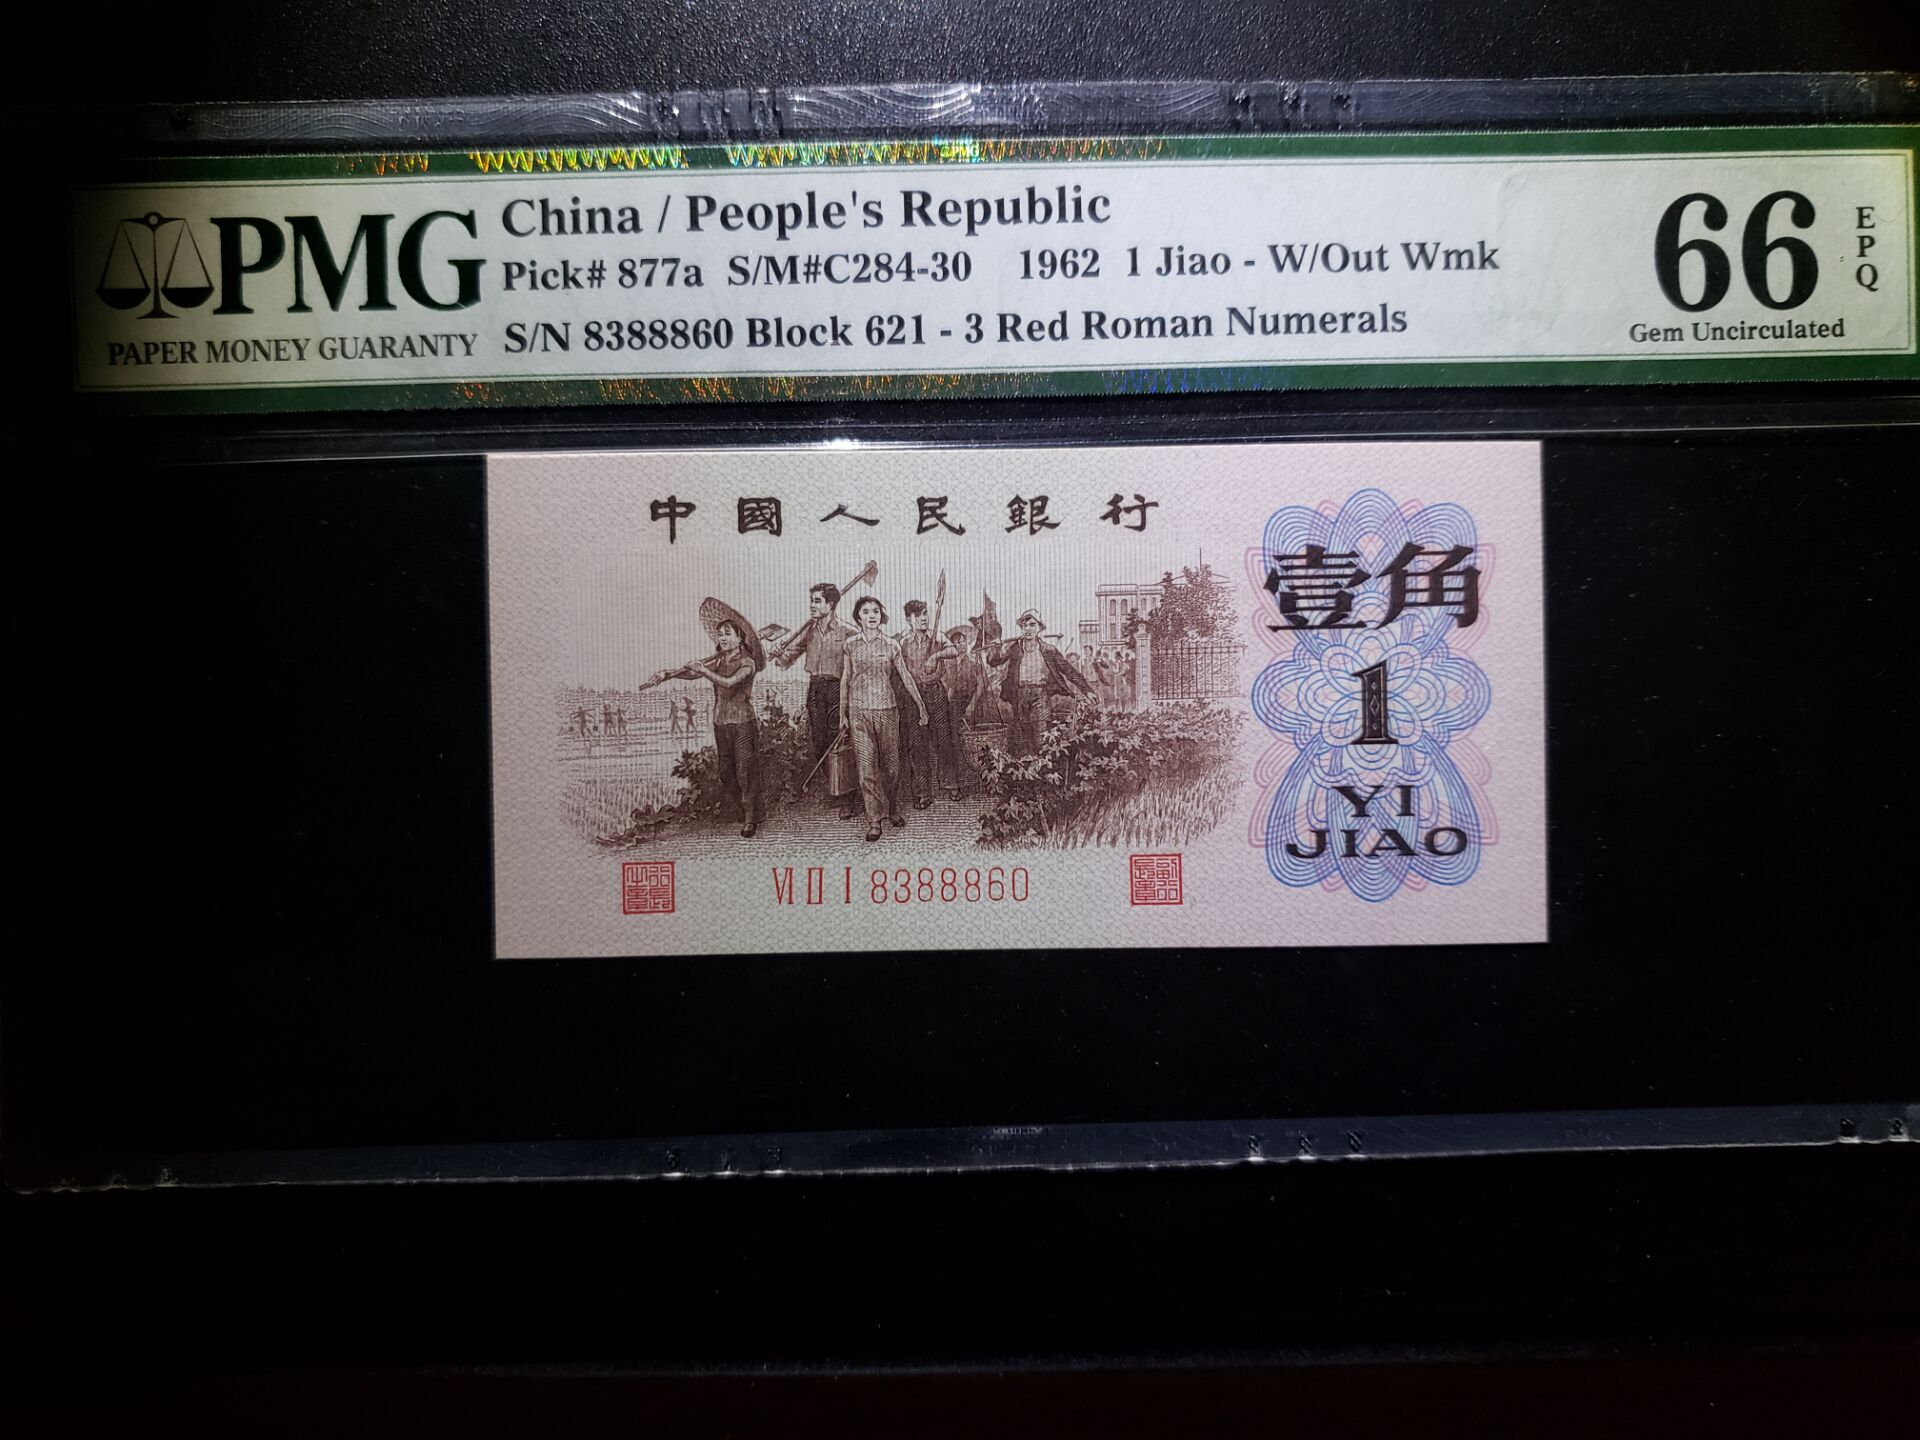 PMG
PAPER MONEY GUARANTY
China / People's Republic
Pick# 877a S/M#C284-30 1962 1 Jiao - W/Out Wmk
S/N 8388860 Block 621 - 3 Red Roman Numerals
66
EPQ
Gem Uncirculated
中國人民銀行
壹角
1
YI
JIAO
VI II I 8388860